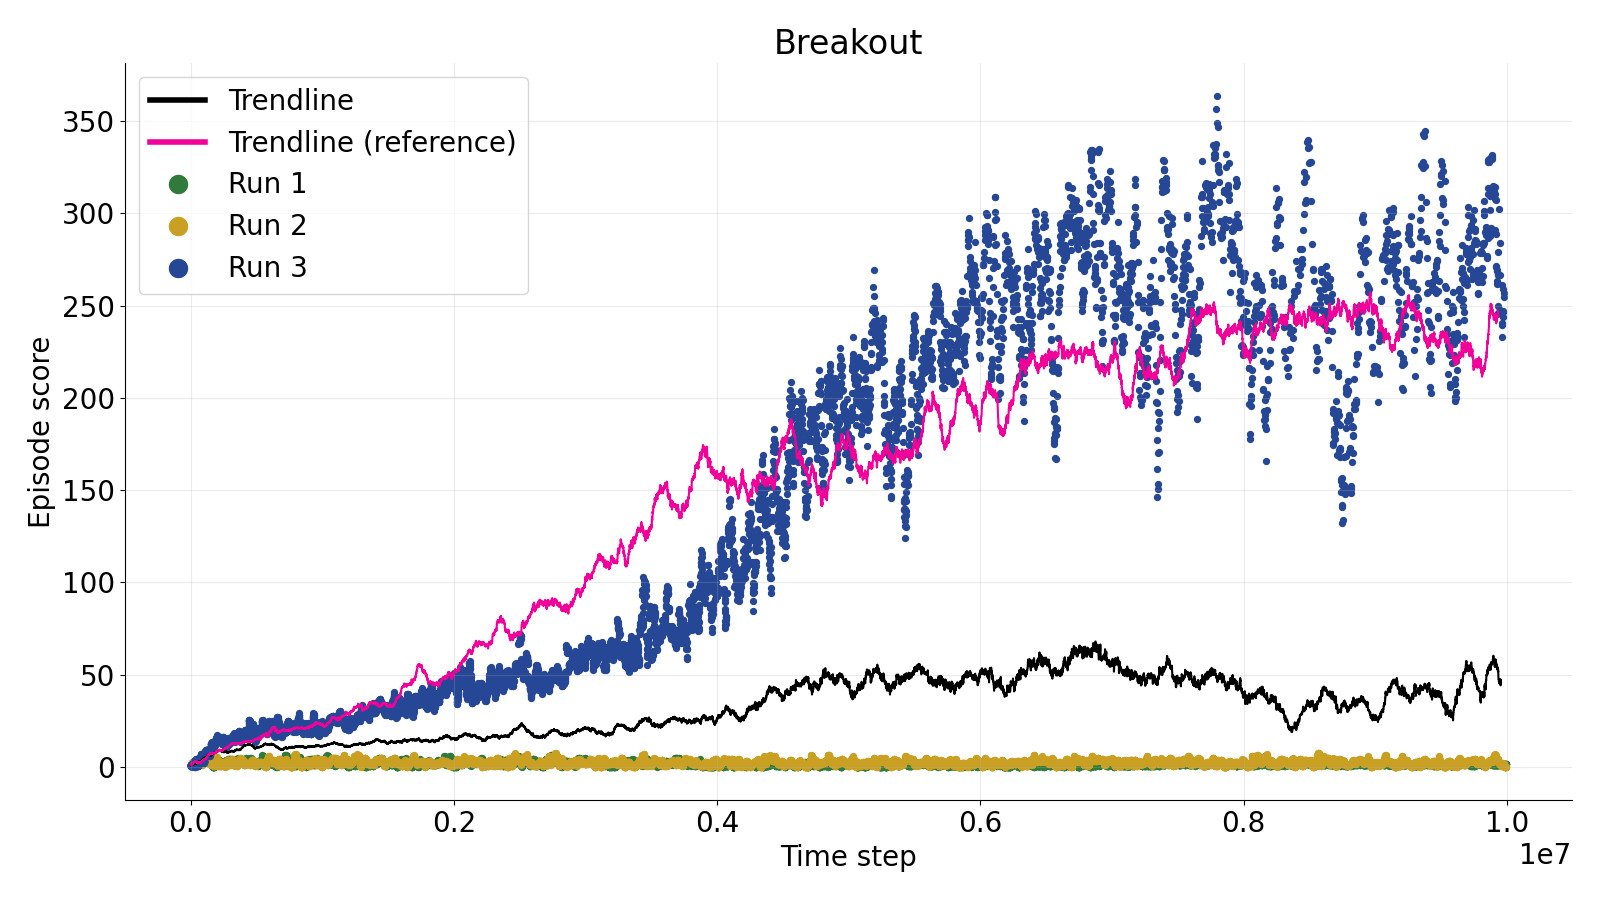 Breakout
Trendline
Trendline (reference)
Run 1
Run 2
Run 3
Episode score
350
300
250
200
150
100
50
0
0.0 0.2 0.4 0.6 0.8 1.0
1e7
Time step